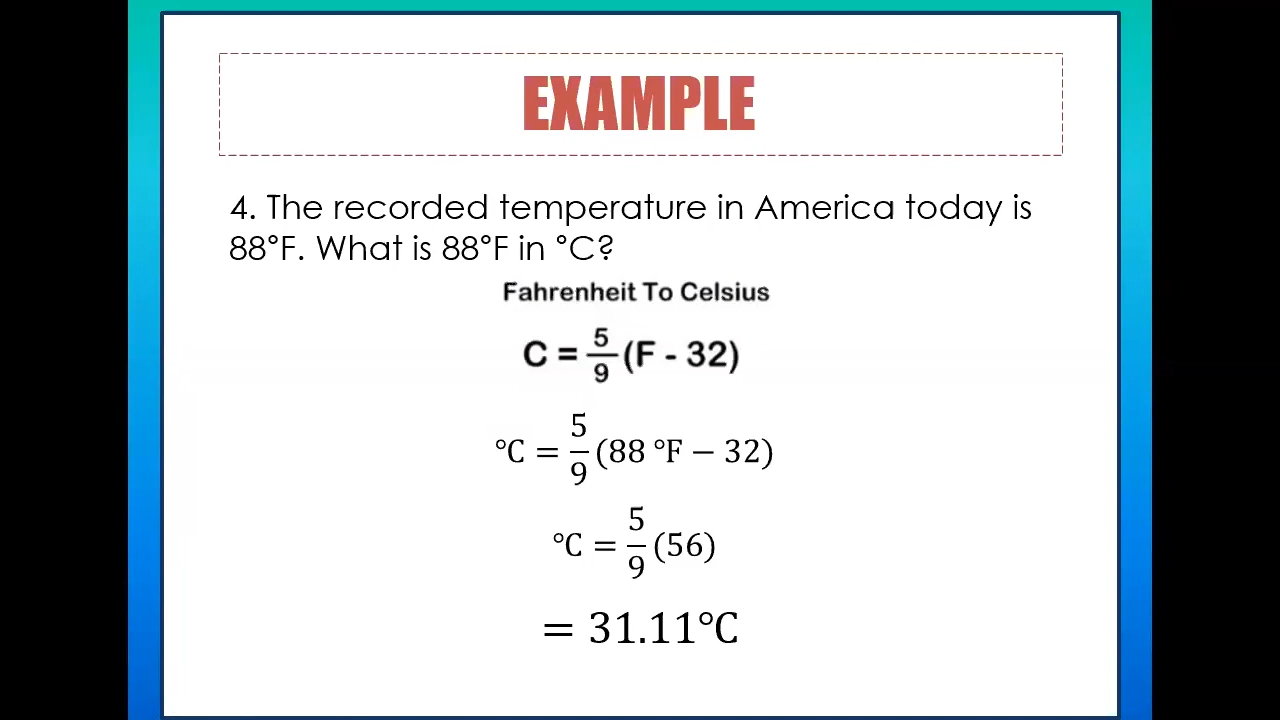 EXAMPLE
4. The recorded temperature in America today is
88°F. What is 88°F in °C?
Fahrenheit To Celsius
C = 5/9 (F - 32)
℃ = 5/9 (88 ℉ − 32)
℃ = 5/9 (56)
= 31.11℃